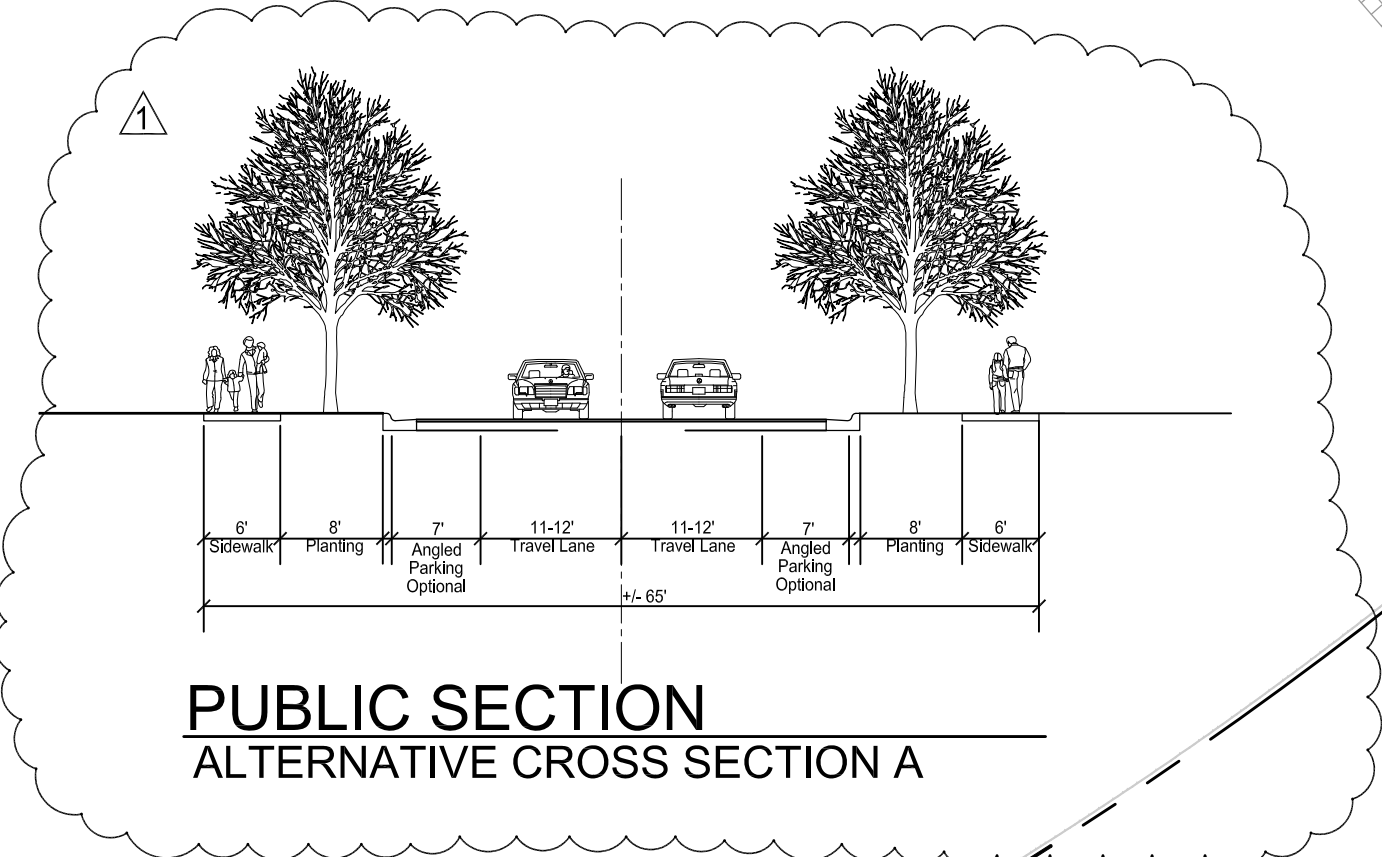 1
6'
Sidewalk
8'
Planting
7'
Angled
Parking
Optional
11-12'
Travel Lane
11-12'
Travel Lane
7'
Angled
Parking
Optional
8'
Planting
6'
Sidewalk
+/- 65'
PUBLIC SECTION
ALTERNATIVE CROSS SECTION A